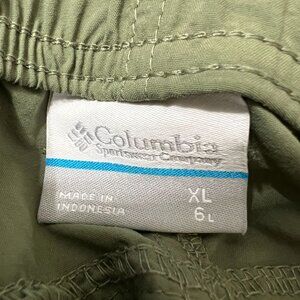 Columbia
Sportswear Company
MADE IN
INDONESIA
XL
6L